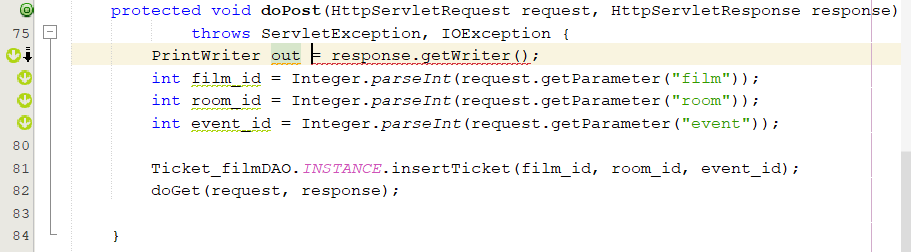 protected void doPost(HttpServletRequest request, HttpServletResponse response)
75 throws ServletException, IOException {
PrintWriter out = response.getWriter();
int film_id = Integer.parseInt(request.getParameter("film"));
int room_id = Integer.parseInt(request.getParameter("room"));
int event_id = Integer.parseInt(request.getParameter("event"));
80
81 Ticket_filmDAO.INSTANCE.insertTicket(film_id, room_id, event_id);
82 doGet(request, response);
83
84 }